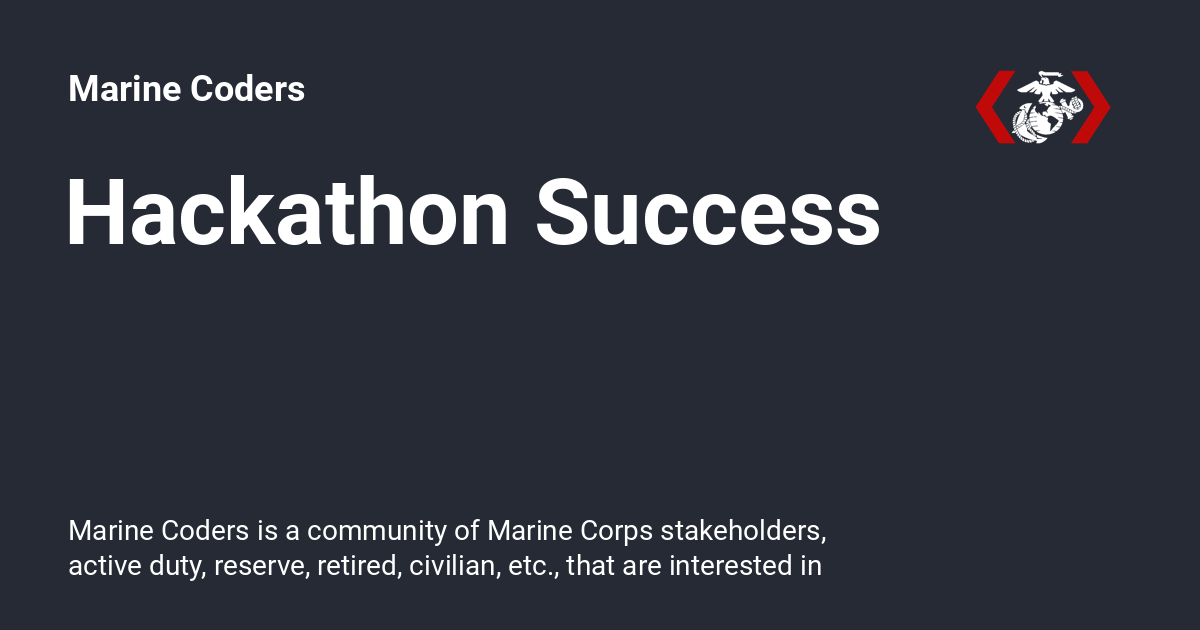 Marine Coders
Hackathon Success
Marine Coders is a community of Marine Corps stakeholders,
active duty, reserve, retired, civilian, etc., that are interested in